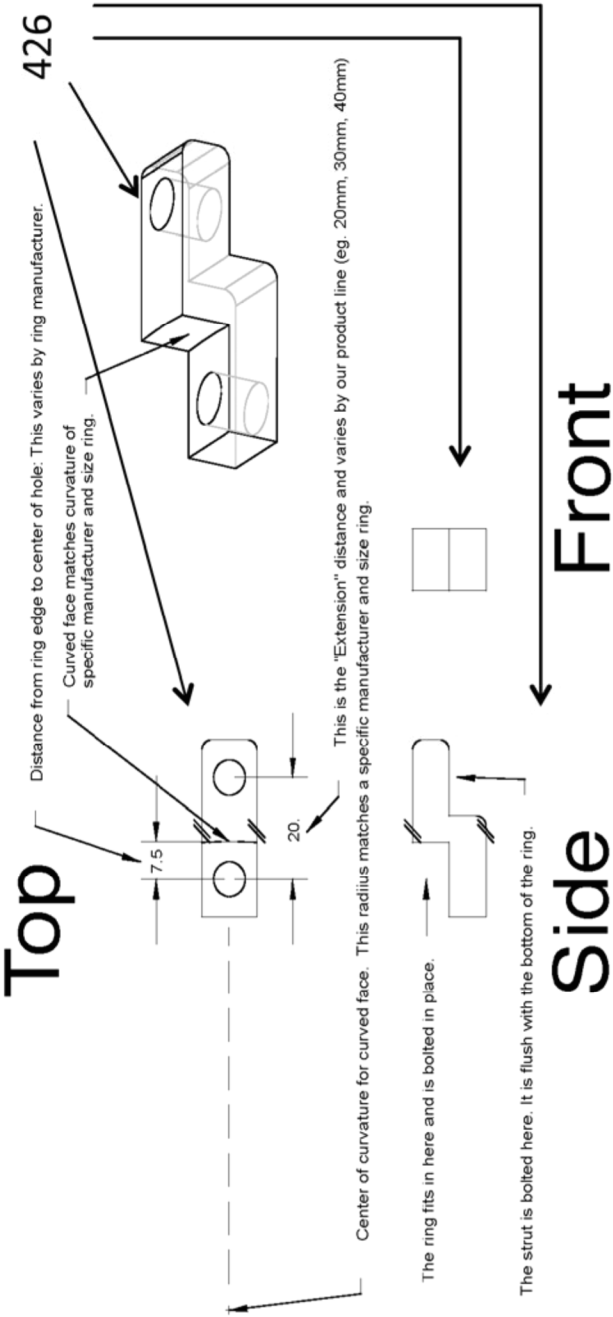 Top
426
Distance from ring edge to center of hole: This varies by ring manufacturer.
Curved face matches curvature of
specific manufacturer and size ring.
7.5
20.
This is the "Extension" distance and varies by our product line (eg. 20mm, 30mm, 40mm)
Center of curvature for curved face. This radiius matches a specific manufacturer and size ring.
The ring fits in here and is bolted in place.
The strut is bolted here. It is flush with the bottom of the ring.
Side
Front